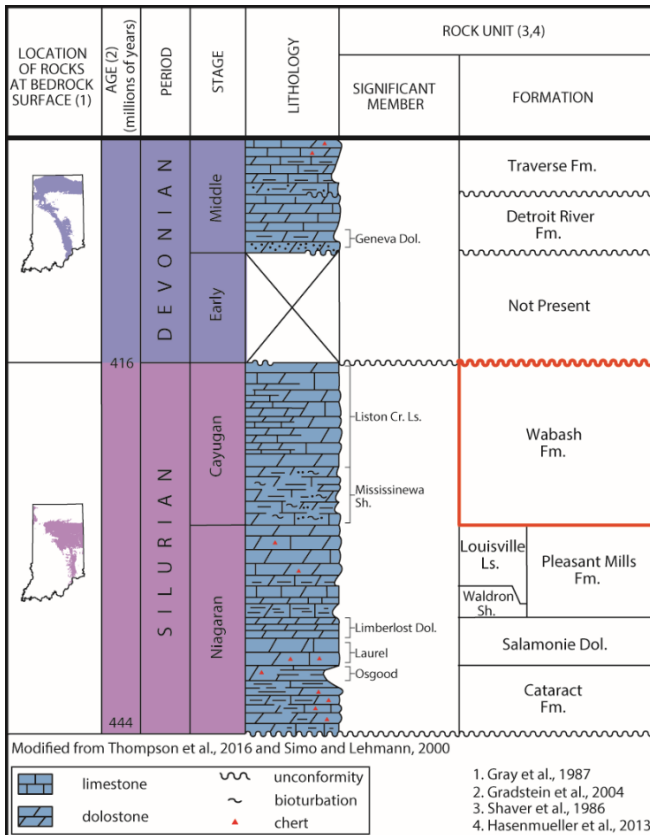 LOCATION
OF ROCKS
AT BEDROCK
SURFACE (1)
AGE (2)
(millions of years)
PERIOD
STAGE
LITHOLOGY
ROCK UNIT (3,4)
SIGNIFICANT
MEMBER
FORMATION
DEVONIAN
Middle
Geneva Dol.
Traverse Fm.
Detroit River
Fm.
Early
Not Present
416
SILURIAN
Cayugan
Liston Cr. Ls.
Mississinewa
Sh.
Wabash
Fm.
Niagaran
Louisville
Ls.
Pleasant Mills
Fm.
Waldron
Sh.
Limberlost Dol.
Laurel
Osgood
Salamonie Dol.
Cataract
Fm.
444
Modified from Thompson et al., 2016 and Simo and Lehmann, 2000
limestone
dolostone
unconformity
bioturbation
chert
1. Gray et al., 1987
2. Gradstein et al., 2004
3. Shaver et al., 1986
4. Hasenmueller et al., 2013